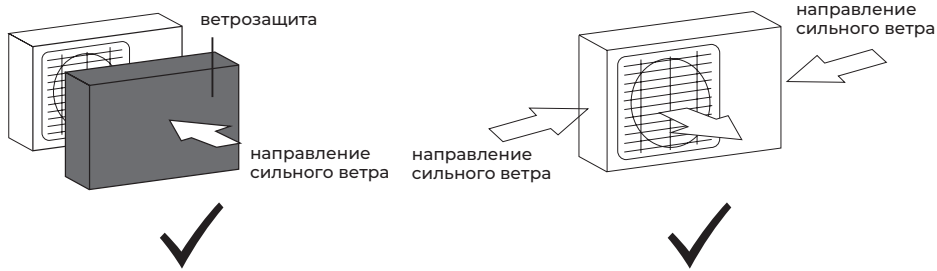 ветрозащита
направление
сильного ветра
направление
сильного ветра
направление
сильного ветра